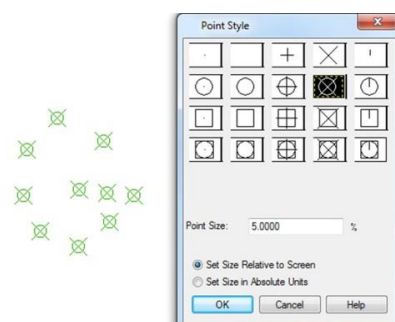 Point Style
Point Size: 5.0000 %
Set Size Relative to Screen
Set Size in Absolute Units
OK Cancel Help